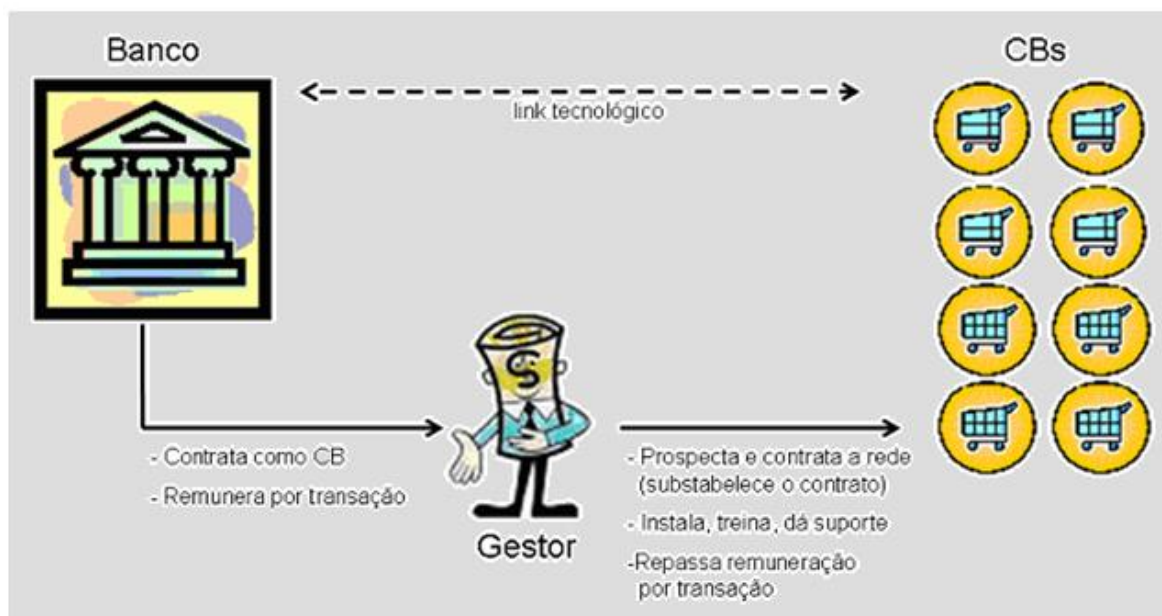 Banco
CBs
link tecnológico
- Contrata como CB
- Remunera por transação
Gestor
- Prospecta e contrata a rede
(substabelece o contrato)
- Instala, treina, dá suporte
-Repassa remuneração
por transação